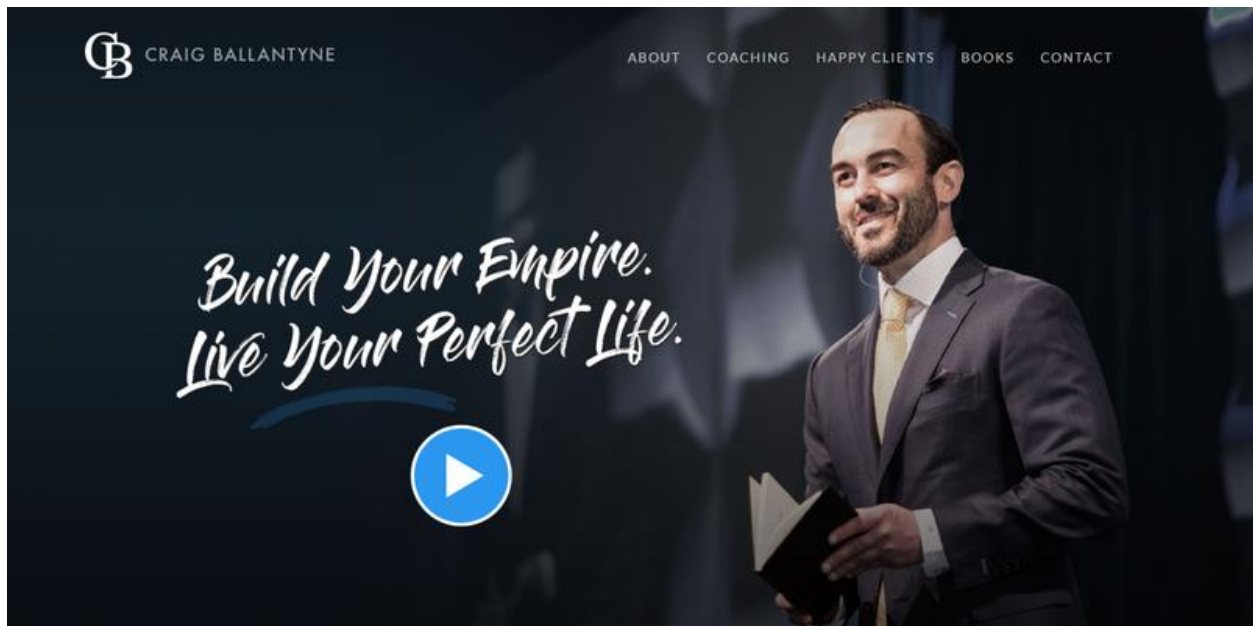 CB CRAIG BALLANTYNE
ABOUT COACHING HAPPY CLIENTS BOOKS CONTACT
Build Your Empire.
Live Your Perfect Life.